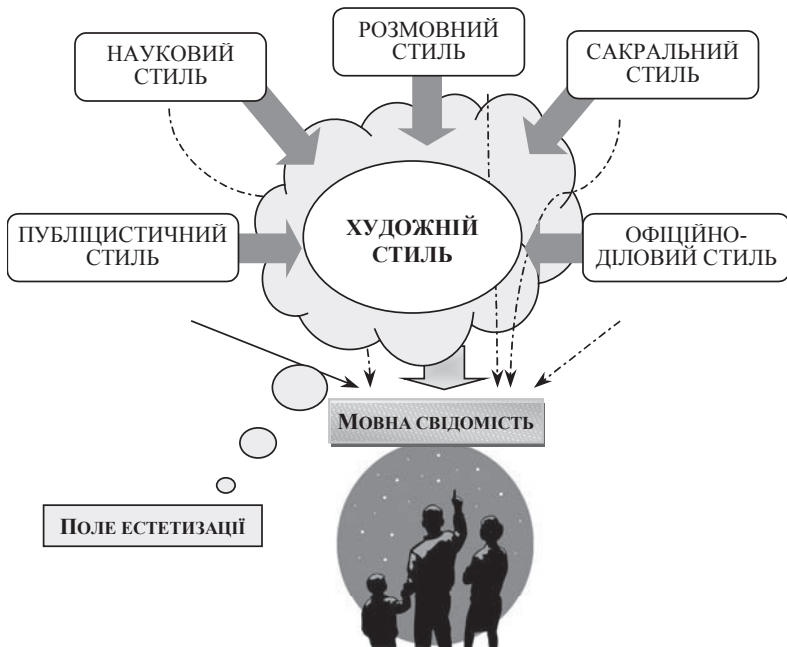 НАУКОВИЙ
СТИЛЬ
РОЗМОВНИЙ
СТИЛЬ
САКРАЛЬНИЙ
СТИЛЬ
ПУБЛІЦИСТИЧНИЙ
СТИЛЬ
ХУДОЖНІЙ
СТИЛЬ
ОФІЦІЙНО-
ДІЛОВИЙ СТИЛЬ
МОВНА СВІДОМІСТЬ
ПОЛЕ ЕСТЕТИЗАЦІЇ